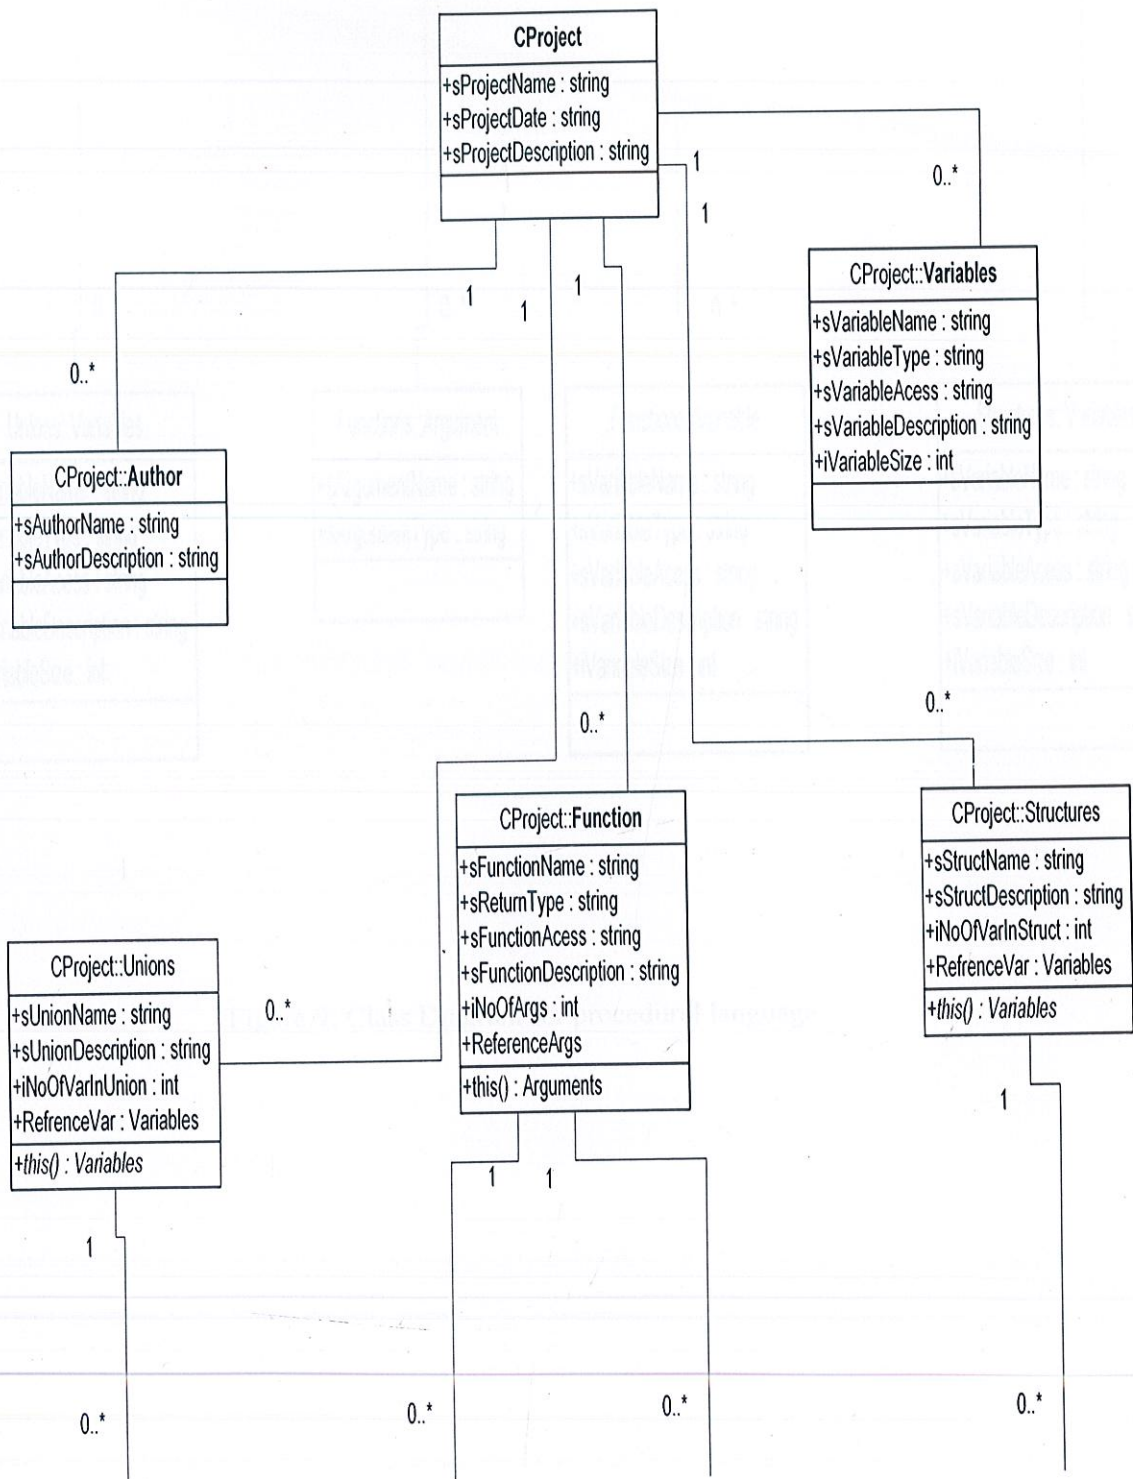 CProject
+sProjectName : string
+sProjectDate : string
+sProjectDescription : string
1
0..*
1
1
1
1
0..*
CProject::Variables
+sVariableName : string
+sVariableType : string
+sVariableAcess : string
+sVariableDescription : string
+iVariableSize : int
CProject::Author
+sAuthorName : string
+sAuthorDescription : string
0..*
0..*
CProject::Function
+sFunctionName : string
+sReturnType : string
+sFunctionAcess : string
+sFunctionDescription : string
+iNoOfArgs : int
+ReferenceArgs
+this() : Arguments
CProject::Structures
+sStructName : string
+sStructDescription : string
+iNoOfVarInStruct : int
+RefrenceVar : Variables
+this() : Variables
CProject::Unions
+sUnionName : string
+sUnionDescription : string
+iNoOfVarInUnion : int
+RefrenceVar : Variables
+this() : Variables
0..*
1
1
1
1
0..*
0..*
0..*
0..*